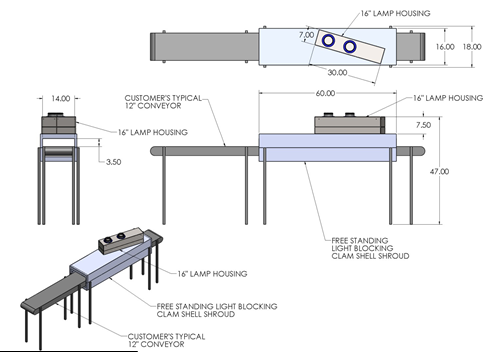 16" LAMP HOUSING
7.00
16.00
18.00
30.00
14.00
CUSTOMER'S TYPICAL
12" CONVEYOR
60.00
16" LAMP HOUSING
7.50
16" LAMP HOUSING
3.50
47.00
FREE STANDING
LIGHT BLOCKING
CLAM SHELL SHROUD
16" LAMP HOUSING
FREE STANDING LIGHT BLOCKING
CLAM SHELL SHROUD
CUSTOMER'S TYPICAL
12" CONVEYOR